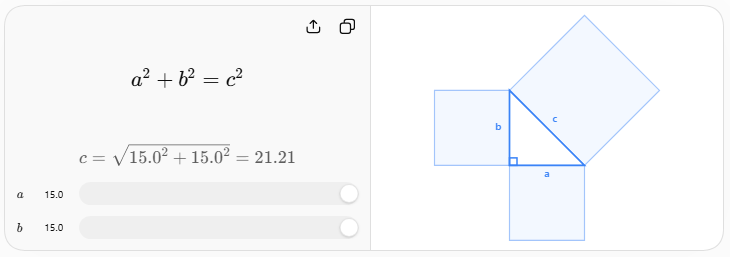 a² + b² = c²
c = √15.0² + 15.0² = 21.21
a 15.0
b 15.0
b
c
a